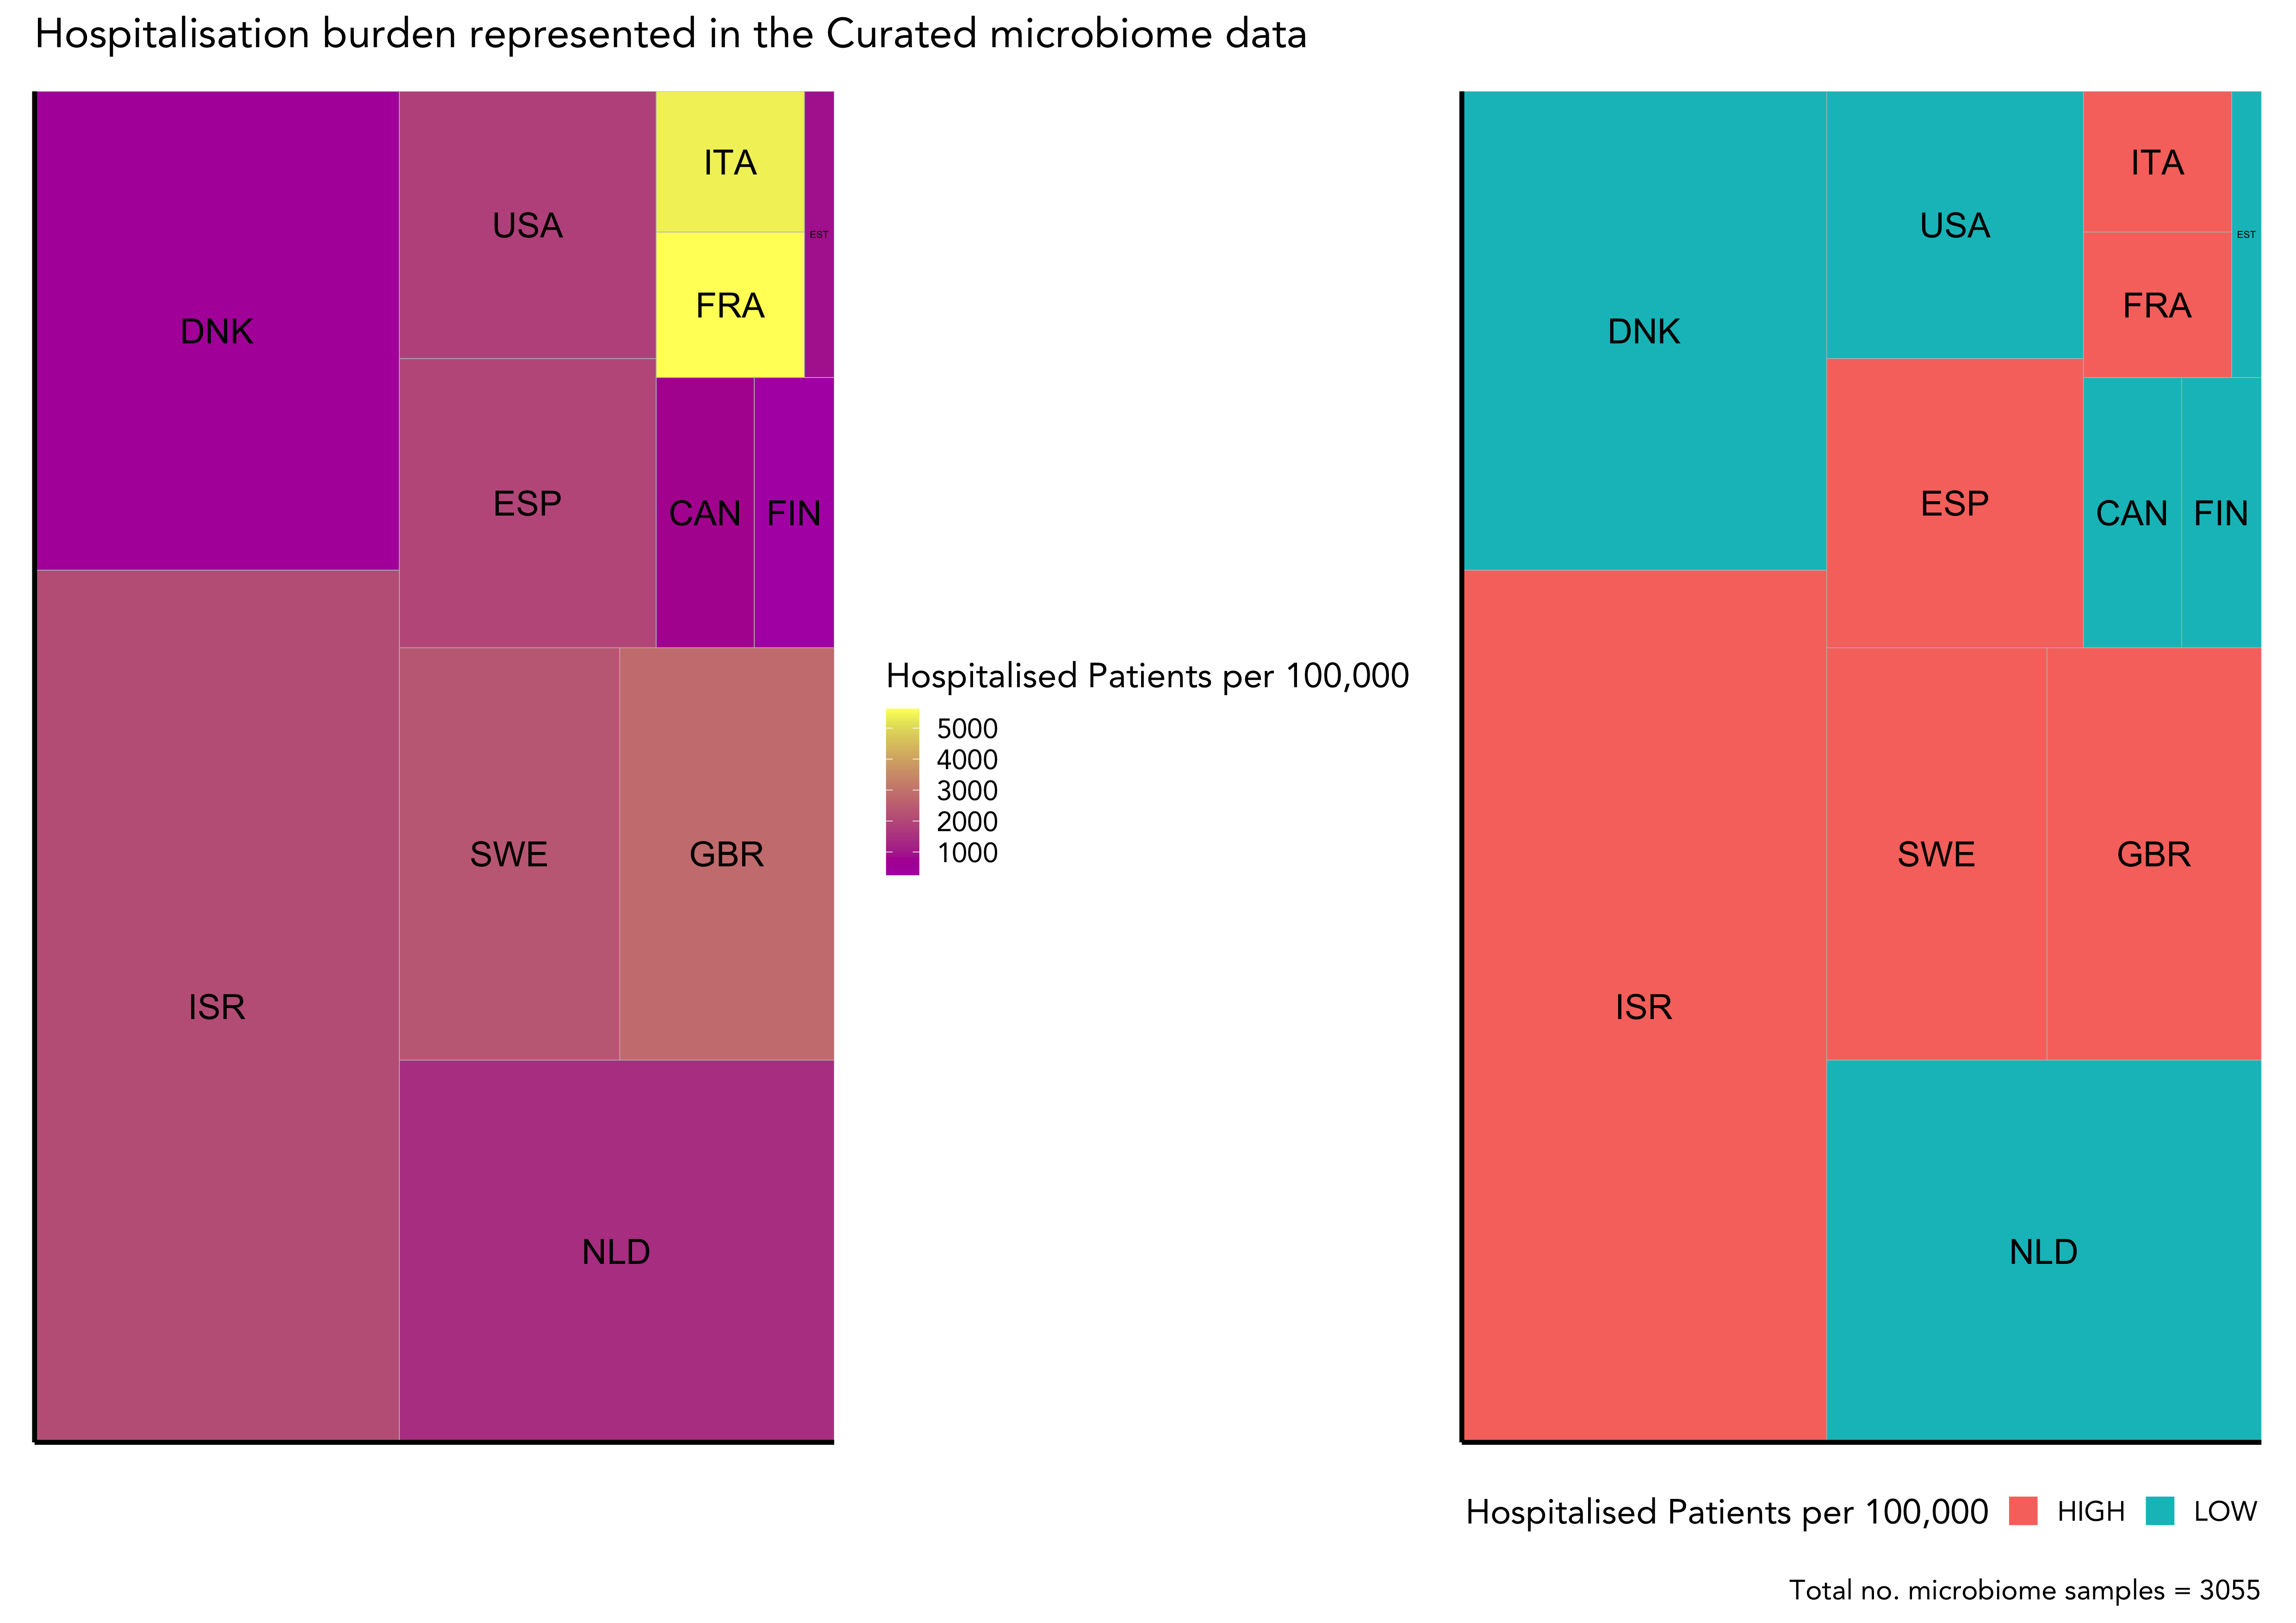 Hospitalisation burden represented in the Curated microbiome data
DNK
USA
ITA
FRA
EST
ESP
CAN
FIN
ISR
SWE
GBR
NLD
Hospitalised Patients per 100,000
5000
4000
3000
2000
1000
DNK
USA
ITA
FRA
EST
ESP
CAN
FIN
ISR
SWE
GBR
NLD
Hospitalised Patients per 100,000 HIGH LOW
Total no. microbiome samples = 3055